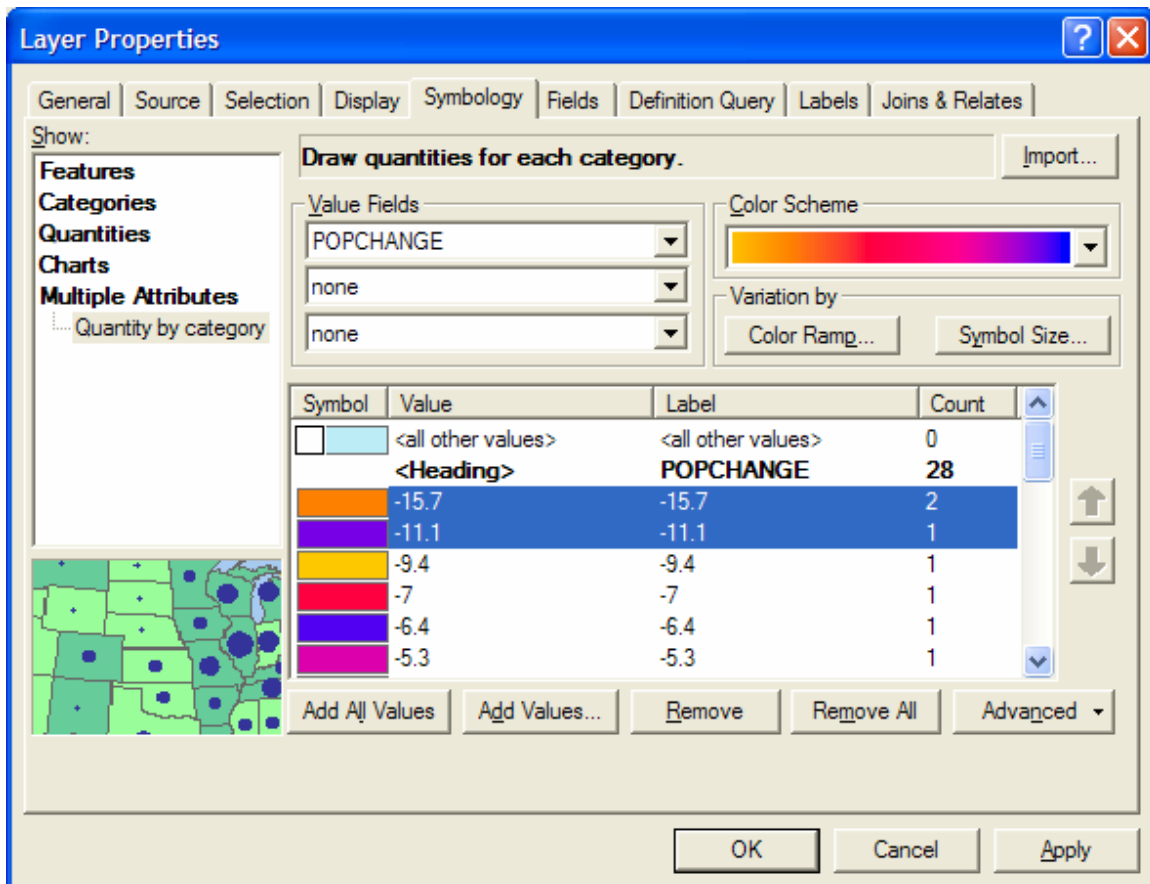 Layer Properties
General Source Selection Display Symbology Fields Definition Query Labels Joins & Relates
Show:
Features
Categories
Quantities
Charts
Multiple Attributes
Quantity by category
Draw quantities for each category.
Import...
Value Fields
POPCHANGE
none
none
Color Scheme
Variation by
Color Ramp... Symbol Size...
Symbol Value Label Count
<all other values> <all other values> 0
<Heading> POPCHANGE 28
-15.7 -15.7 2
-11.1 -11.1 1
-9.4 -9.4 1
-7 -7 1
-6.4 -6.4 1
-5.3 -5.3 1
Add All Values Add Values... Remove Remove All Advanced
OK Cancel Apply